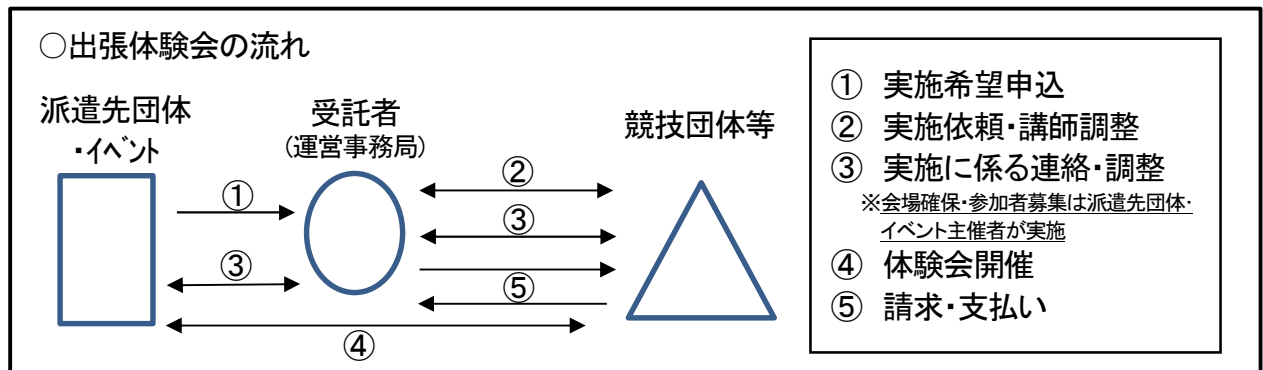 ○出張体験会の流れ
派遣先団体
・イベント
受託者
(運営事務局)
競技団体等
①
②
③
③
⑤
④
① 実施希望申込
② 実施依頼・講師調整
③ 実施に係る連絡・調整
※会場確保・参加者募集は派遣先団体・
イベント主催者が実施
④ 体験会開催
⑤ 請求・支払い